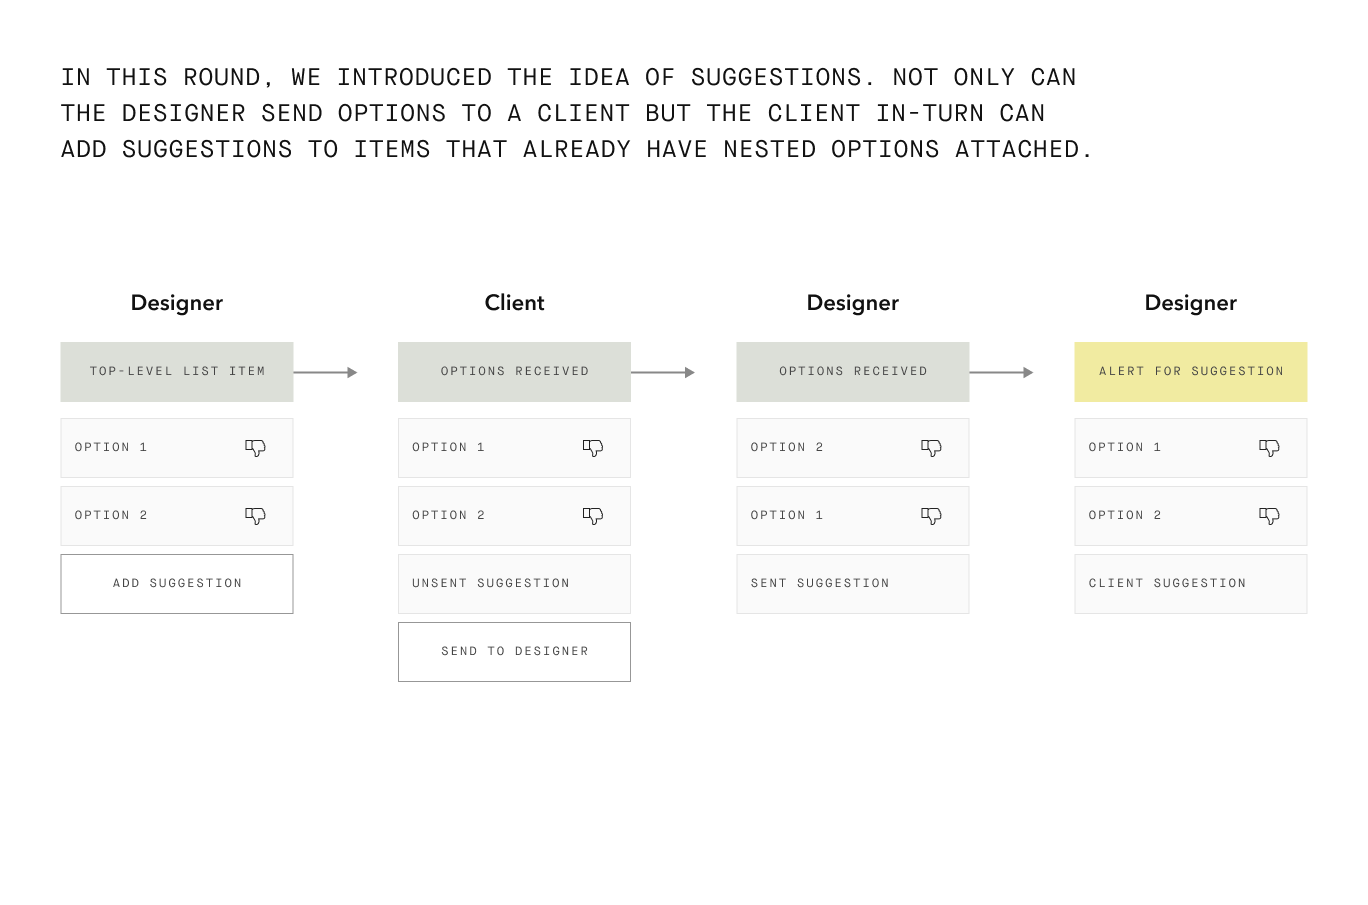 IN THIS ROUND, WE INTRODUCED THE IDEA OF SUGGESTIONS. NOT ONLY CAN
THE DESIGNER SEND OPTIONS TO A CLIENT BUT THE CLIENT IN-TURN CAN
ADD SUGGESTIONS TO ITEMS THAT ALREADY HAVE NESTED OPTIONS ATTACHED.
Designer
TOP-LEVEL LIST ITEM
OPTION 1
OPTION 2
ADD SUGGESTION
Client
OPTIONS RECEIVED
OPTION 1
OPTION 2
UNSENT SUGGESTION
SEND TO DESIGNER
Designer
OPTIONS RECEIVED
OPTION 2
OPTION 1
SENT SUGGESTION
Designer
ALERT FOR SUGGESTION
OPTION 1
OPTION 2
CLIENT SUGGESTION